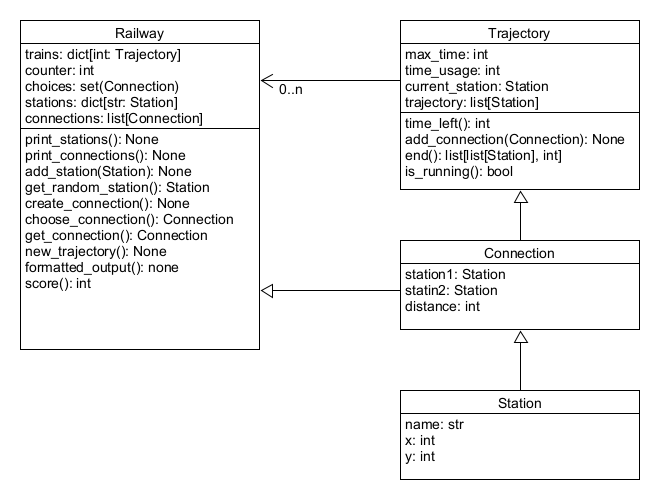 Railway
trains: dict[int: Trajectory]
counter: int
choices: set(Connection)
stations: dict[str: Station]
connections: list[Connection]
print_stations(): None
print_connections(): None
add_station(Station): None
get_random_station(): Station
create_connection(): None
choose_connection(): Connection
get_connection(): Connection
new_trajectory(): None
formatted_output(): none
score(): int
0..n
Trajectory
max_time: int
time_usage: int
current_station: Station
trajectory: list[Station]
time_left(): int
add_connection(Connection): None
end(): list[list[Station], int]
is_running(): bool
Connection
station1: Station
statin2: Station
distance: int
Station
name: str
x: int
y: int